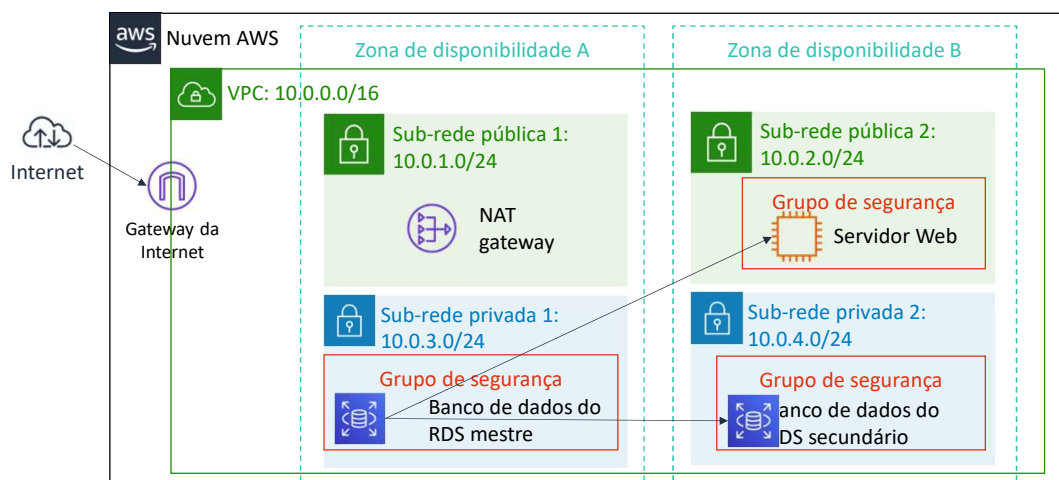 aws
Nuvem AWS
Zona de disponibilidade A
Zona de disponibilidade B
VPC: 10.0.0.0/16
Internet
Gateway da
Internet
Sub-rede pública 1:
10.0.1.0/24
NAT
gateway
Sub-rede pública 2:
10.0.2.0/24
Grupo de segurança
Servidor Web
Sub-rede privada 1:
10.0.3.0/24
Grupo de segurança
Banco de dados do
RDS mestre
Sub-rede privada 2:
10.0.4.0/24
Grupo de segurança
anco de dados do
DS secundário